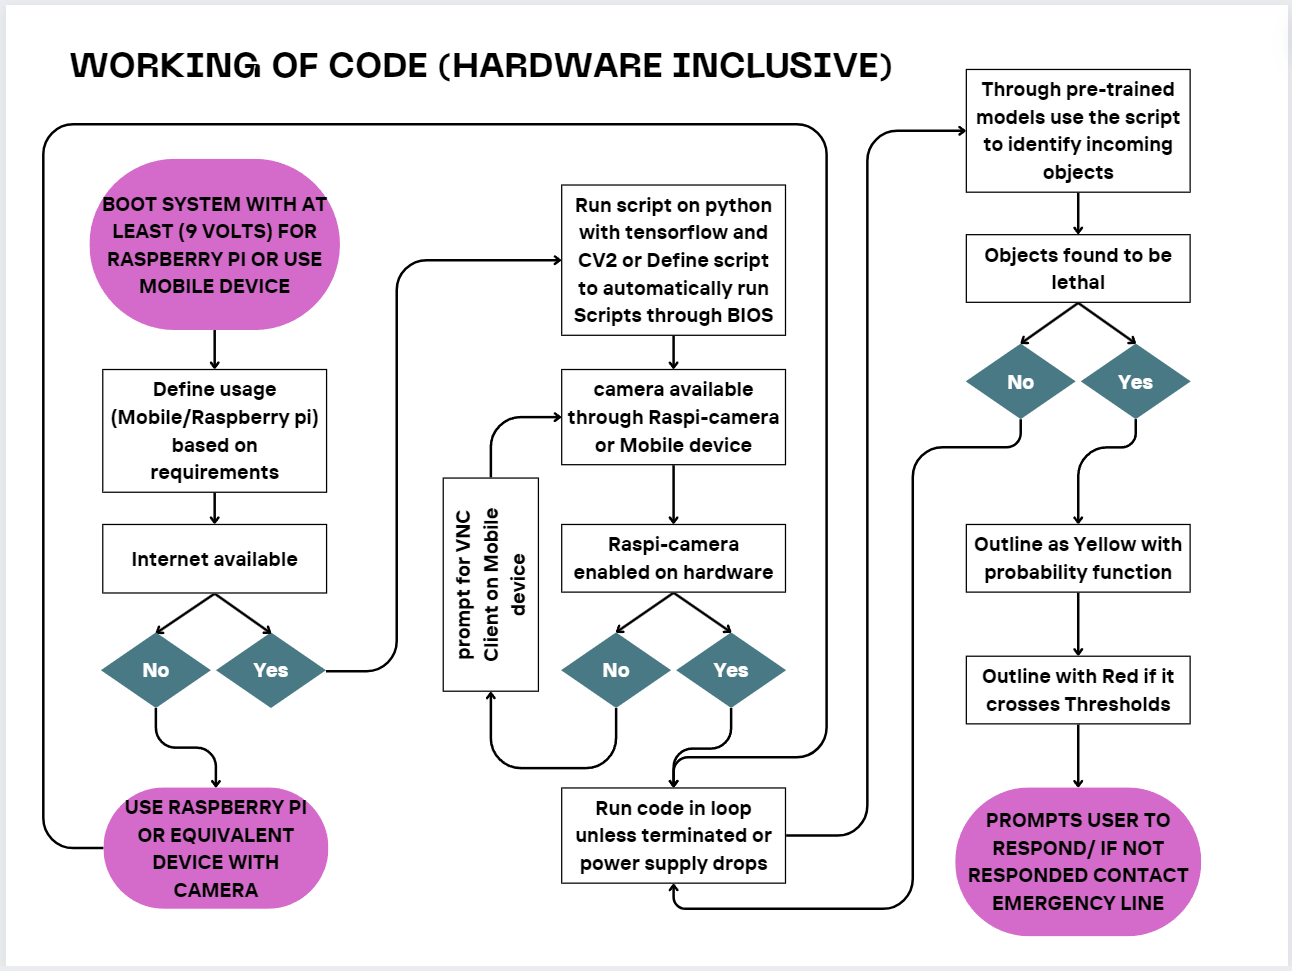 WORKING OF CODE (HARDWARE INCLUSIVE)
BOOT SYSTEM WITH AT
LEAST (9 VOLTS) FOR
RASPBERRY PI OR USE
MOBILE DEVICE
Define usage
(Mobile/Raspberry pi)
based on
requirements
Internet available
No
Yes
USE RASPBERRY PI
OR EQUIVALENT
DEVICE WITH
CAMERA
Run script on python
with tensorflow and
CV2 or Define script
to automatically run
Scripts through BIOS
camera available
through Raspi-camera
or Mobile device
prompt for VNC
Client on Mobile
device
Raspi-camera
enabled on hardware
No
Yes
Run code in loop
unless terminated or
power supply drops
Through pre-trained
models use the script
to identify incoming
objects
Objects found to be
lethal
No
Yes
Outline as Yellow with
probability function
Outline with Red if it
crosses Thresholds
PROMPTS USER TO
RESPOND/ IF NOT
RESPONDED CONTACT
EMERGENCY LINE